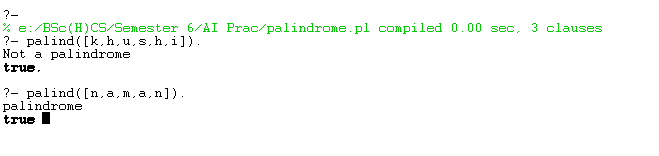 ?-
% e:/BSc(H)CS/Semester 6/AI Prac/palindrome.pl compiled 0.00 sec, 3 clauses
?- palind([k,h,u,s,h,i]).
Not a palindrome
true.
?- palind([n,a,m,a,n]).
palindrome
true